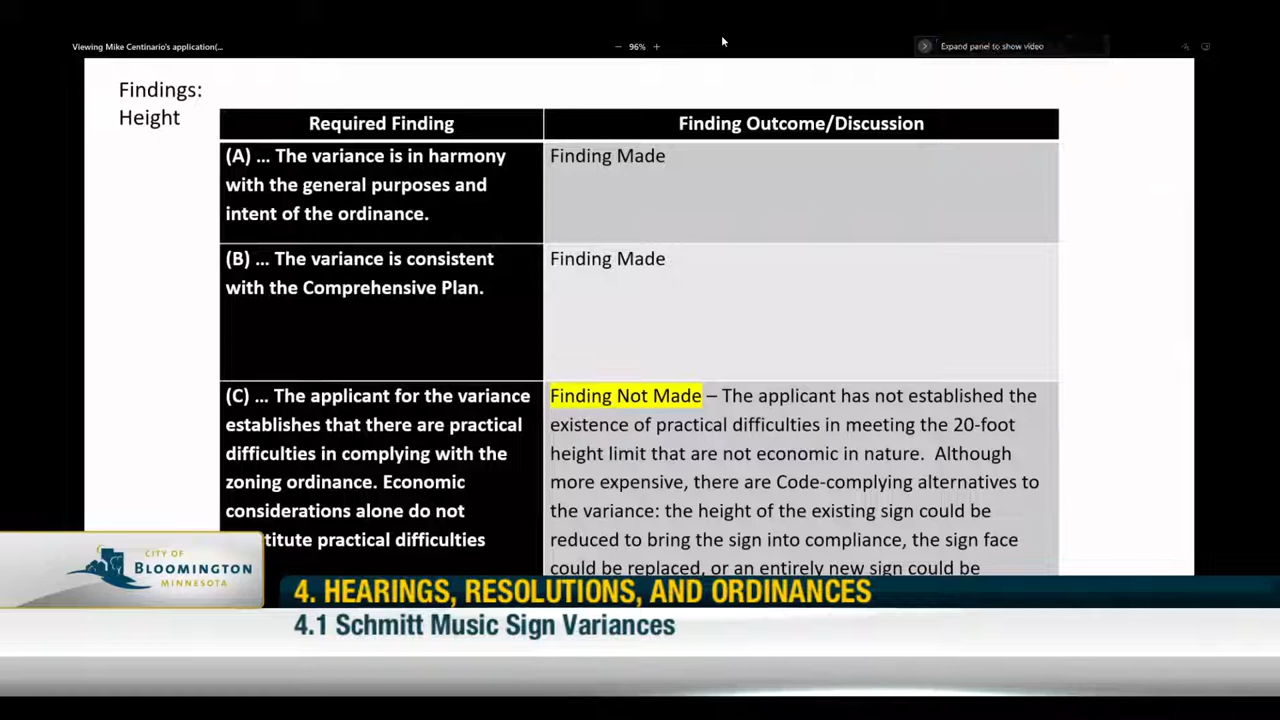 Viewing Mike Centinario's application(...
96%
Expand panel to show video
Findings:
Height
Required Finding
Finding Outcome/Discussion
(A) ... The variance is in harmony
with the general purposes and
intent of the ordinance.
Finding Made
(B) ... The variance is consistent
with the Comprehensive Plan.
Finding Made
(C) ... The applicant for the variance
establishes that there are practical
difficulties in complying with the
zoning ordinance. Economic
considerations alone do not
titute practical difficulties
Finding Not Made – The applicant has not established the
existence of practical difficulties in meeting the 20-foot
height limit that are not economic in nature.  Although
more expensive, there are Code-complying alternatives to
the variance: the height of the existing sign could be
reduced to bring the sign into compliance, the sign face
could be replaced, or an entirely new sign could be
CITY OF
BLOOMINGTON
MINNESOTA
4. HEARINGS, RESOLUTIONS, AND ORDINANCES
4.1 Schmitt Music Sign Variances